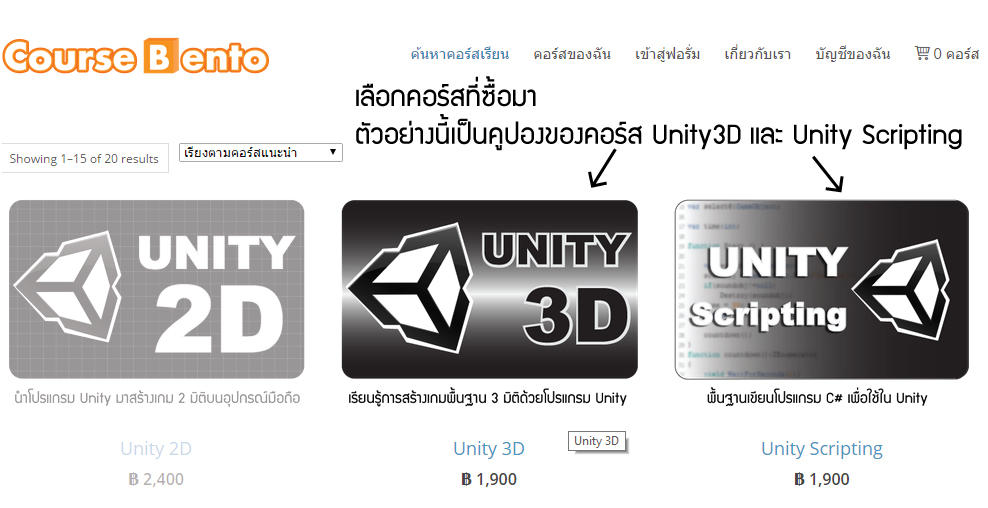 Course Bento
ค้นหาคอร์สเรียน คอร์สของฉัน เข้าสู่ฟอรั่ม เกี่ยวกับเรา บัญชีของฉัน 0 คอร์ส
เลือกคอร์สที่ซื้อมา
ตัวอย่างนี้เป็นคูปองของคอร์ส Unity3D และ Unity Scripting
Showing 1–15 of 20 results
เรียงตามคอร์สแนะนำ
UNITY
2D
UNITY
3D
UNITY
Scripting
นำโปรแกรม Unity มาสร้างเกม 2 มิติบนอุปกรณ์มือถือ
เรียนรู้การสร้างเกมพื้นฐาน 3 มิติด้วยโปรแกรม Unity
พื้นฐานเขียนโปรแกรม C# เพื่อใช้ใน Unity
Unity 2D
฿ 2,400
Unity 3D
฿ 1,900
Unity 3D
Unity Scripting
฿ 1,900